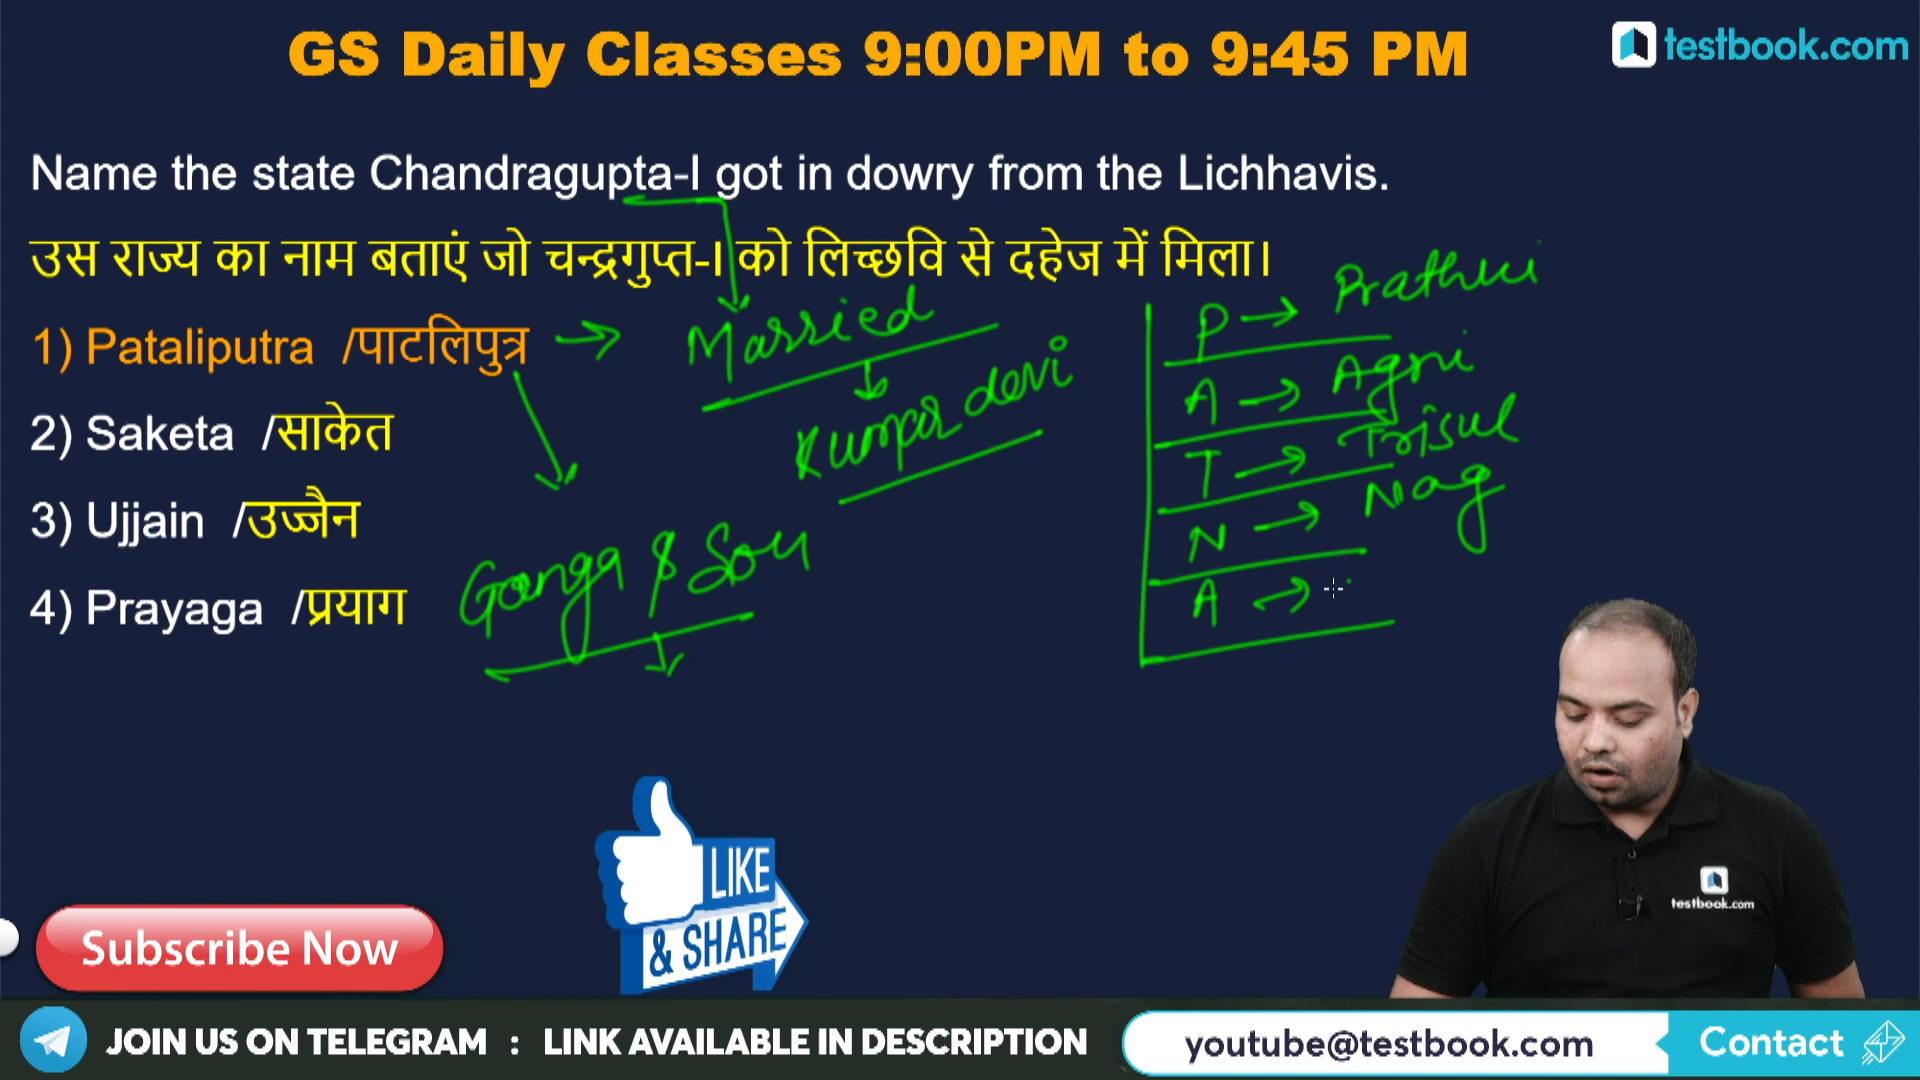 GS Daily Classes 9:00PM to 9:45 PM
testbook.com
Name the state Chandragupta-I got in dowry from the Lichhavis.
उस राज्य का नाम बताएं जो चन्द्रगुप्त-I को लिच्छवि से दहेज में मिला।
1) Pataliputra /पाटलिपुत्र → Married
Kumar devi
2) Saketa /साकेत
3) Ujjain /उज्जैन
4) Prayaga /प्रयाग
Ganga & Son
P → Prathvi
A → Agni
T → Trisul
N → Nag
A →
LIKE
& SHARE
testbook.com
Subscribe Now
JOIN US ON TELEGRAM : LINK AVAILABLE IN DESCRIPTION
youtube@testbook.com
Contact